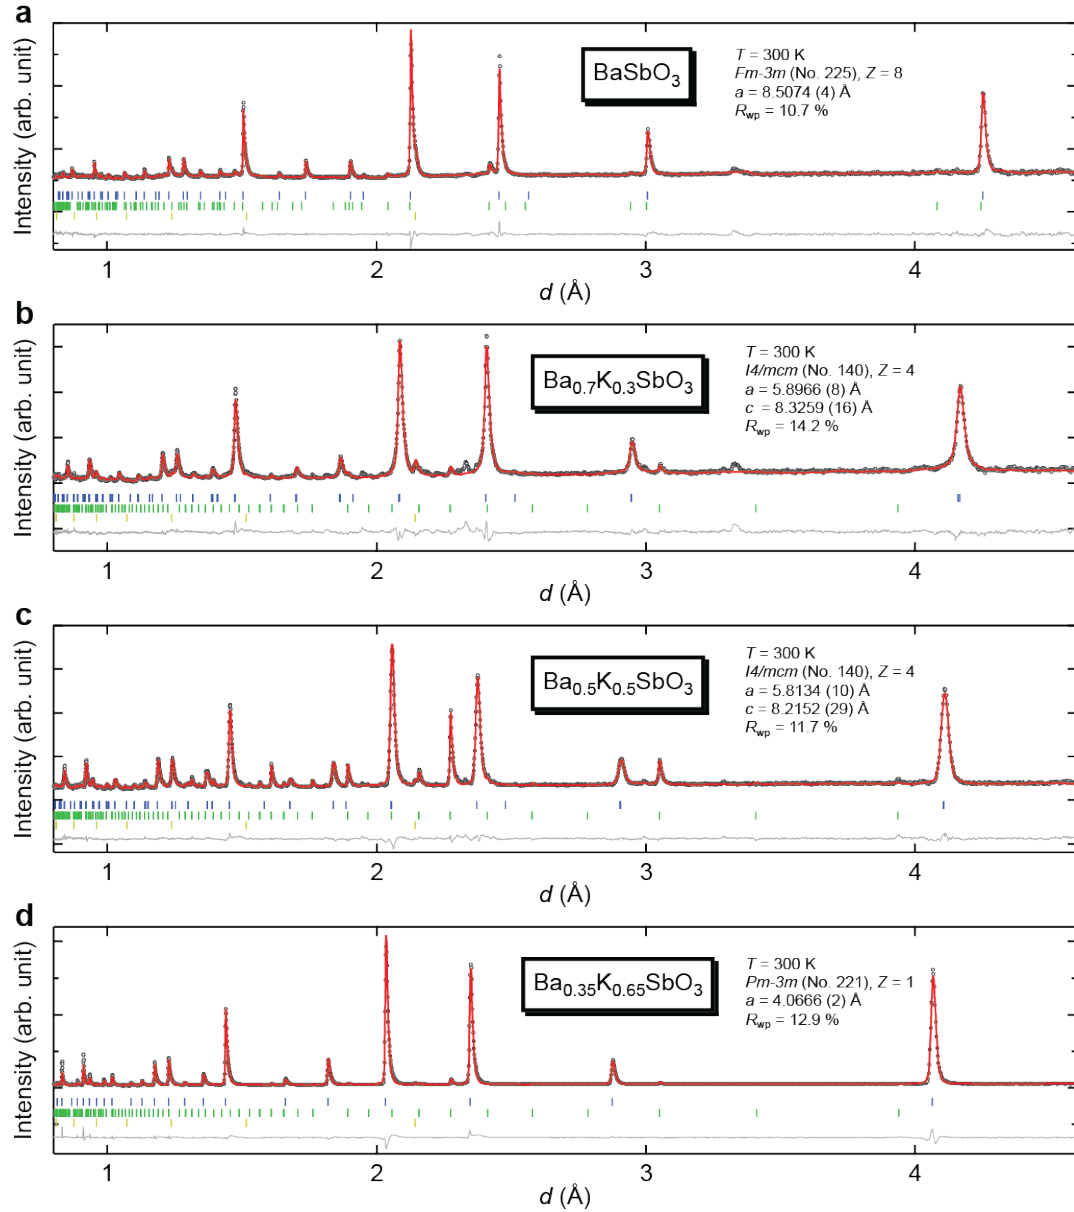 a
Intensity (arb. unit)
BaSbO₃
T = 300 K
Fm-3m (No. 225), Z = 8
a = 8.5074 (4) Å
Rwp = 10.7 %
1 2 3 4
d (Å)
b
Intensity (arb. unit)
Ba₀.₇K₀.₃SbO₃
T = 300 K
I4/mcm (No. 140), Z = 4
a = 5.8966 (8) Å
c = 8.3259 (16) Å
Rwp = 14.2 %
1 2 3 4
d (Å)
c
Intensity (arb. unit)
Ba₀.₅K₀.₅SbO₃
T = 300 K
I4/mcm (No. 140), Z = 4
a = 5.8134 (10) Å
c = 8.2152 (29) Å
Rwp = 11.7 %
1 2 3 4
d (Å)
d
Intensity (arb. unit)
Ba₀.₃₅K₀.₆₅SbO₃
T = 300 K
Pm-3m (No. 221), Z = 1
a = 4.0666 (2) Å
Rwp = 12.9 %
1 2 3 4
d (Å)